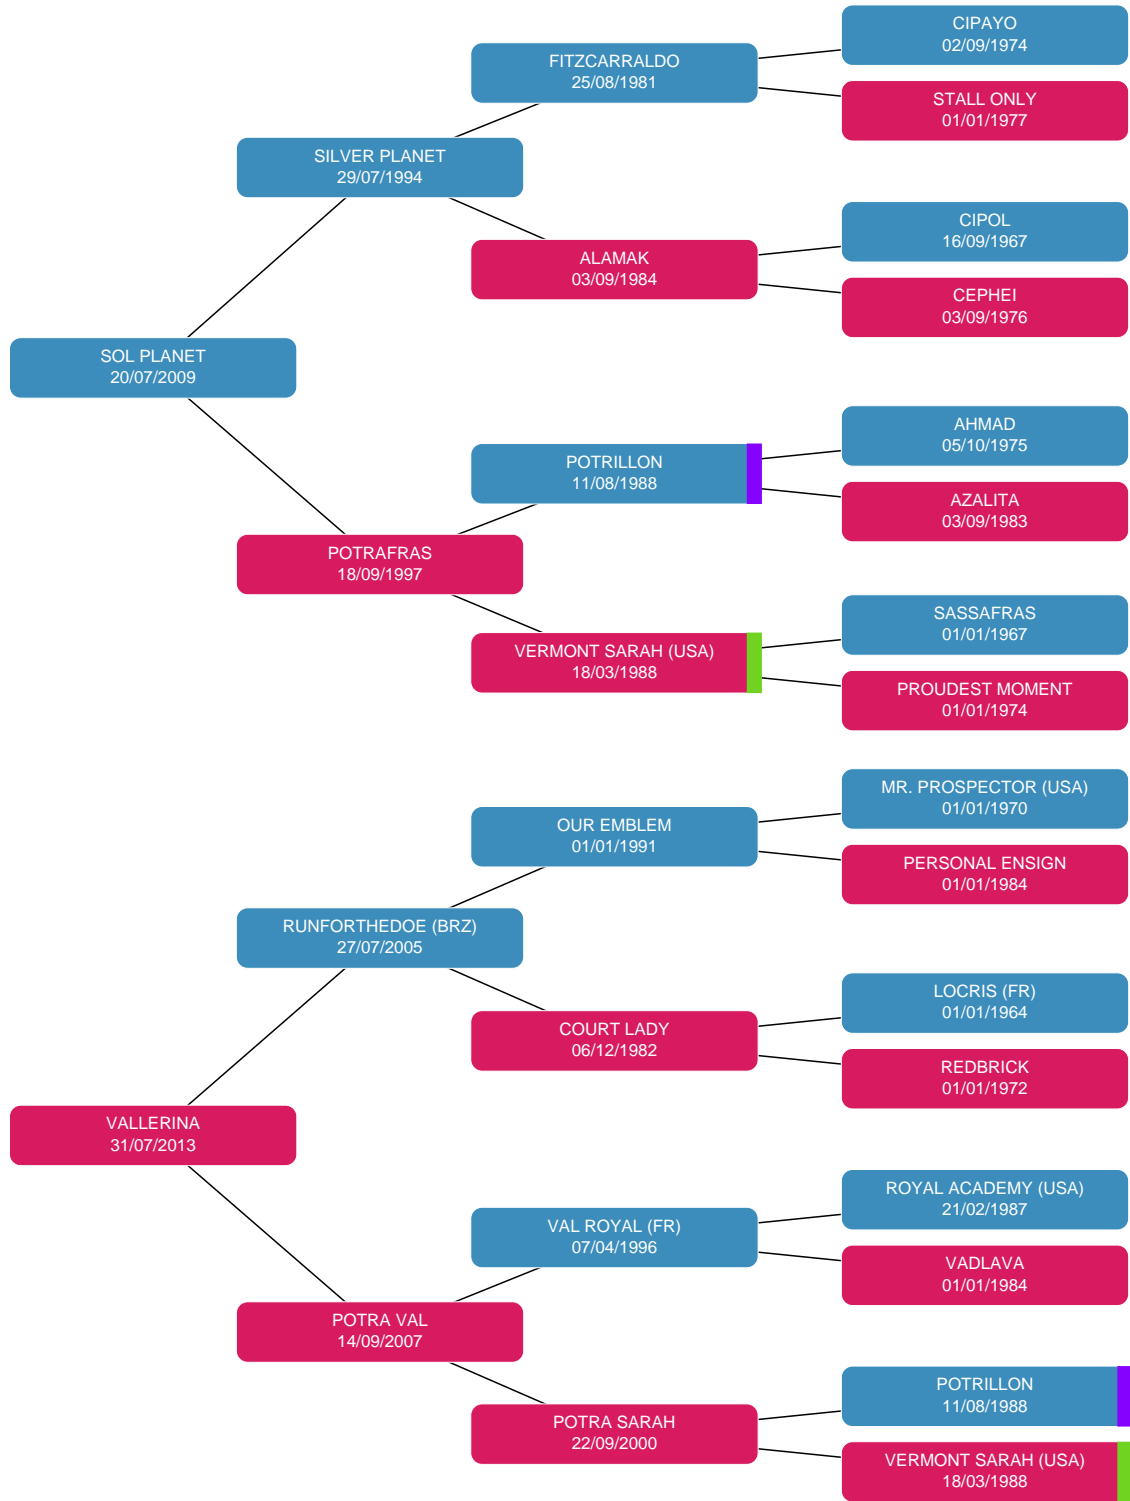 CIPAYO
02/09/1974
FITZCARRALDO
25/08/1981
STALL ONLY
01/01/1977
SILVER PLANET
29/07/1994
CIPOL
16/09/1967
ALAMAK
03/09/1984
CEPHEI
03/09/1976
SOL PLANET
20/07/2009
AHMAD
05/10/1975
POTRILLON
11/08/1988
AZALITA
03/09/1983
POTRAFRAS
18/09/1997
SASSAFRAS
01/01/1967
VERMONT SARAH (USA)
18/03/1988
PROUDEST MOMENT
01/01/1974
MR. PROSPECTOR (USA)
01/01/1970
OUR EMBLEM
01/01/1991
PERSONAL ENSIGN
01/01/1984
RUNFORTHEDOE (BRZ)
27/07/2005
LOCRIS (FR)
01/01/1964
COURT LADY
06/12/1982
REDBRICK
01/01/1972
VALLERINA
31/07/2013
ROYAL ACADEMY (USA)
21/02/1987
VAL ROYAL (FR)
07/04/1996
VADLAVA
01/01/1984
POTRA VAL
14/09/2007
POTRILLON
11/08/1988
POTRA SARAH
22/09/2000
VERMONT SARAH (USA)
18/03/1988